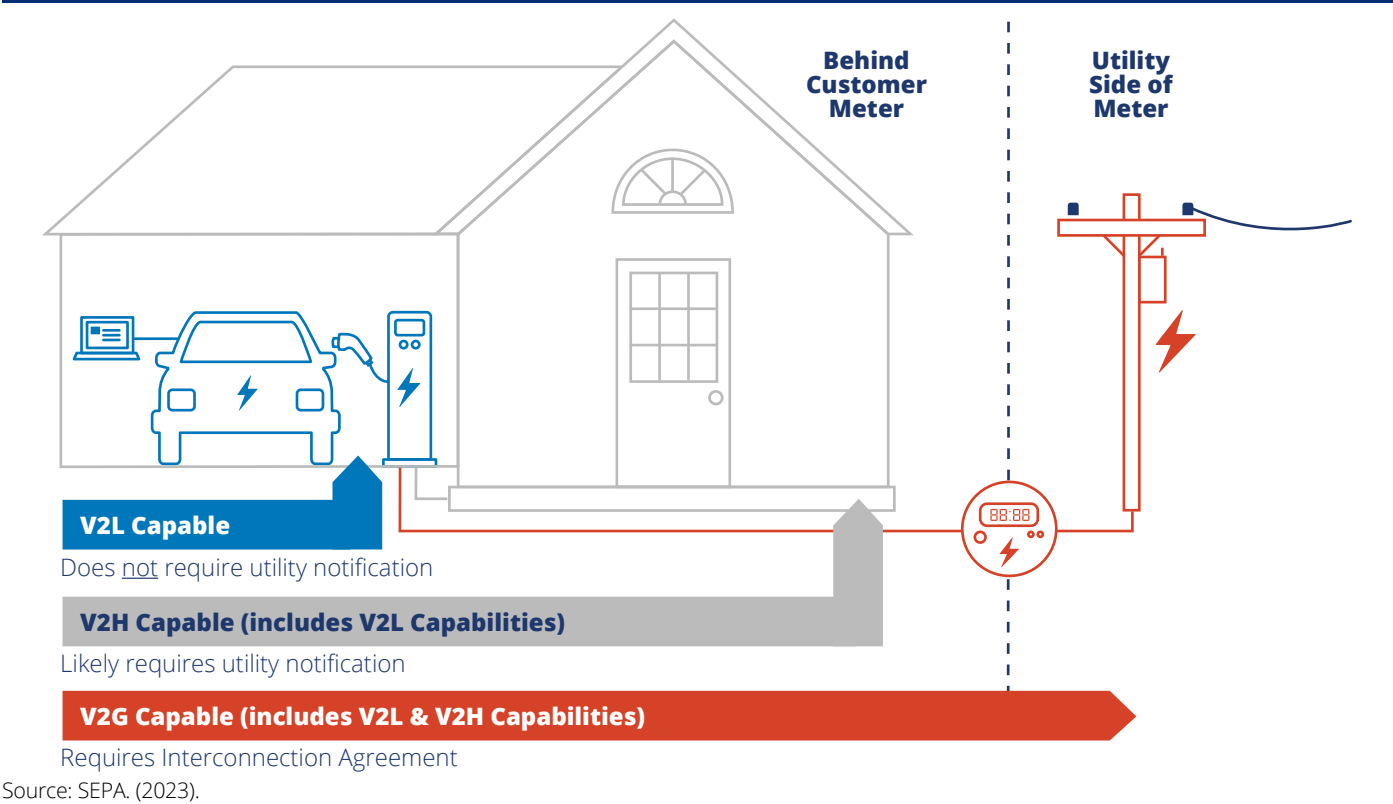 Behind
Customer
Meter
Utility
Side of
Meter
88:88
V2L Capable
Does not require utility notification
V2H Capable (includes V2L Capabilities)
Likely requires utility notification
V2G Capable (includes V2L & V2H Capabilities)
Requires Interconnection Agreement
Source: SEPA. (2023).